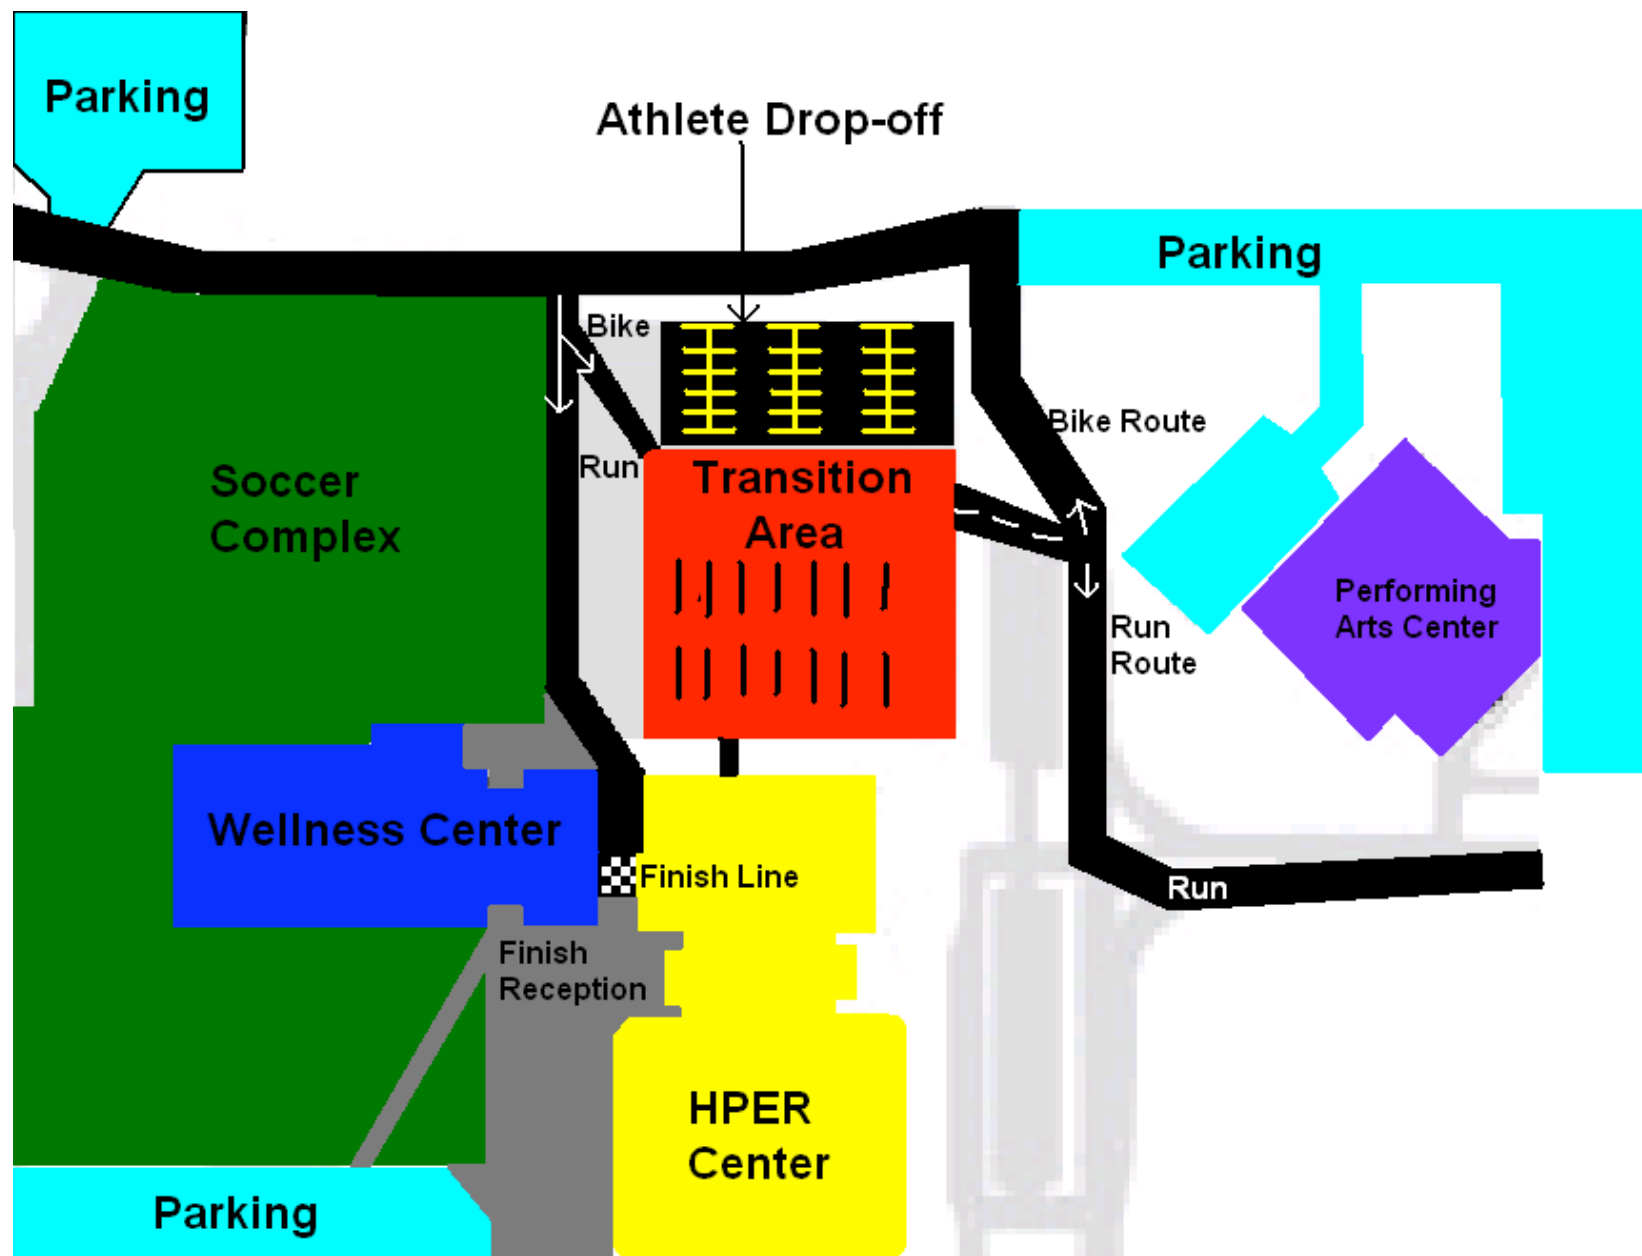 Parking
Athlete Drop-off
Parking
Bike
Bike Route
Run
Transition
Area
Soccer
Complex
Performing
Arts Center
Run
Route
Wellness Center
Finish Line
Run
Finish
Reception
HPER
Center
Parking